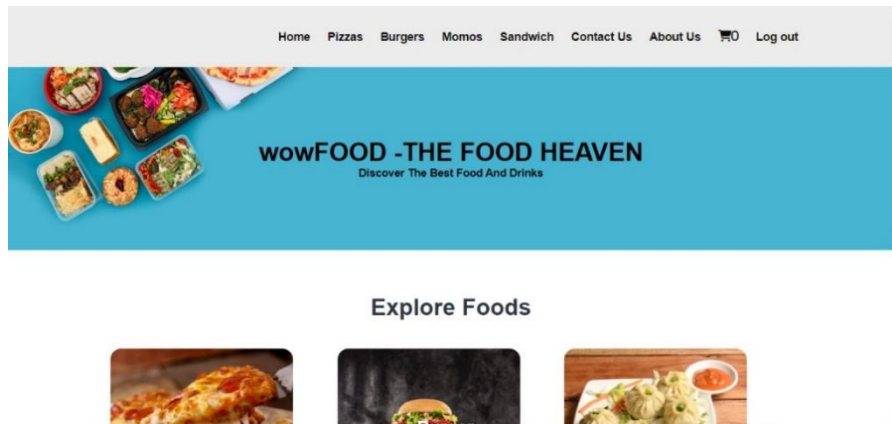 Home Pizzas Burgers Momos Sandwich Contact Us About Us 0 Log out
wowFOOD -THE FOOD HEAVEN
Discover The Best Food And Drinks
Explore Foods